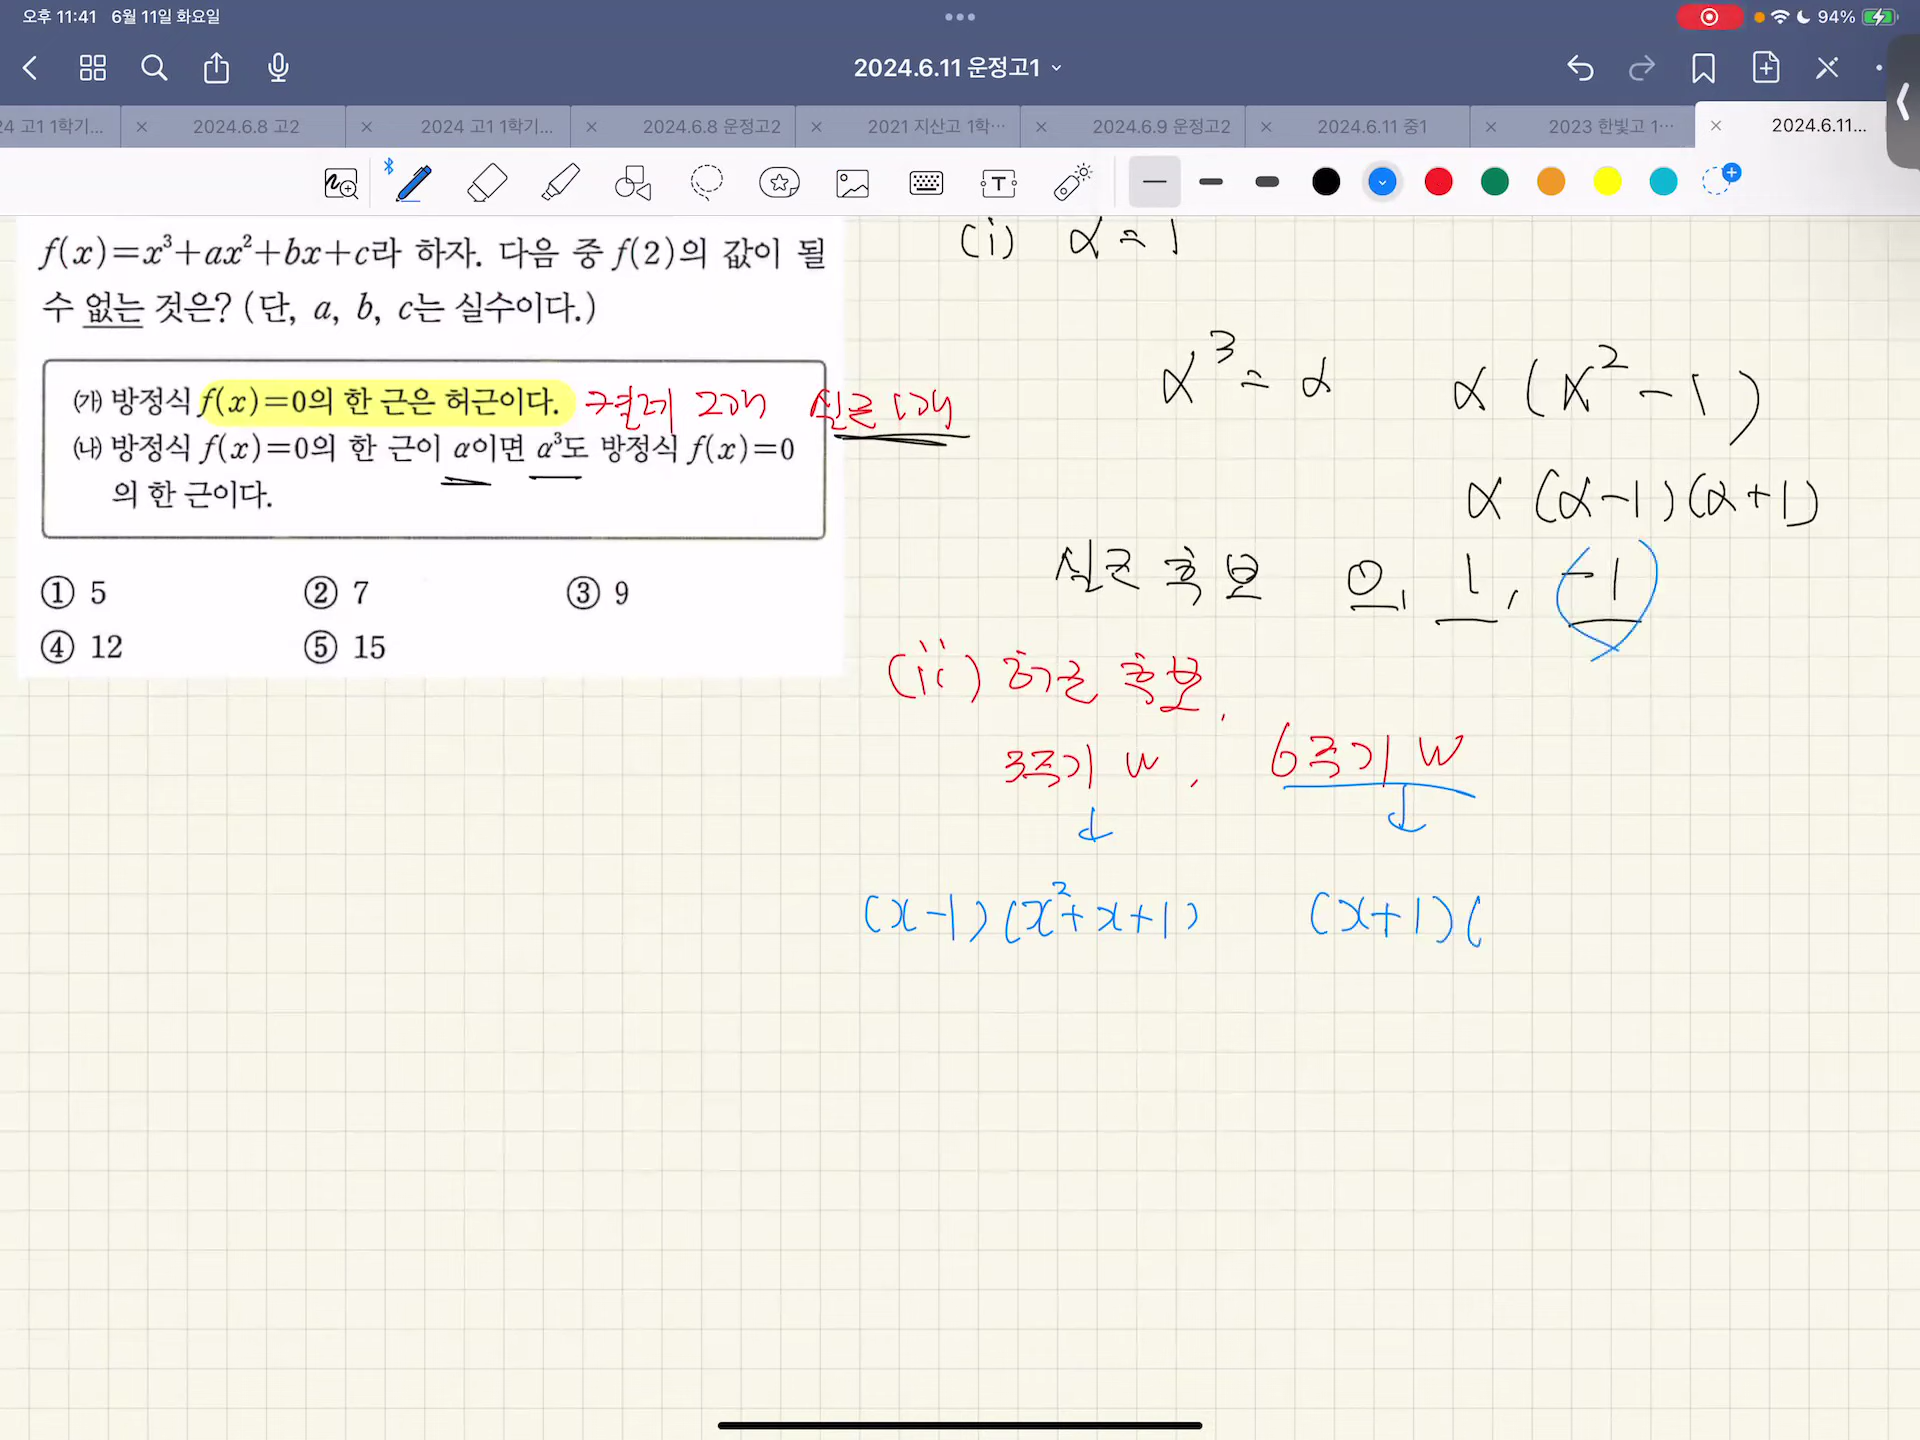 오후 11:41 6월 11일 화요일
94%
2024.6.11 운정고1
24 고1 1학기...
2024.6.8 고2
2024 고1 1학기...
2024.6.8 운정고2
2021 지산고 1학...
2024.6.9 운정고2
2024.6.11 중1
2023 한빛고 1...
2024.6.11...
f(x)=x³+ax²+bx+c라 하자. 다음 중 f(2)의 값이 될
수 없는 것은? (단, a, b, c는 실수이다.)
㈎ 방정식 f(x)=0의 한 근은 허근이다. 켤레 2개 실근 1개
㈏ 방정식 f(x)=0의 한 근이 α이면 α³도 방정식 f(x)=0
의 한 근이다.
① 5 ② 7 ③ 9
④ 12 ⑤ 15
(i) α = 1
α³ = α α(α²-1)
α(α-1)(α+1)
실근 후보 0, 1, -1
(ii) 허근 후보
3주기 w, 6주기 w
(x-1)(x²+x+1) (x+1)(